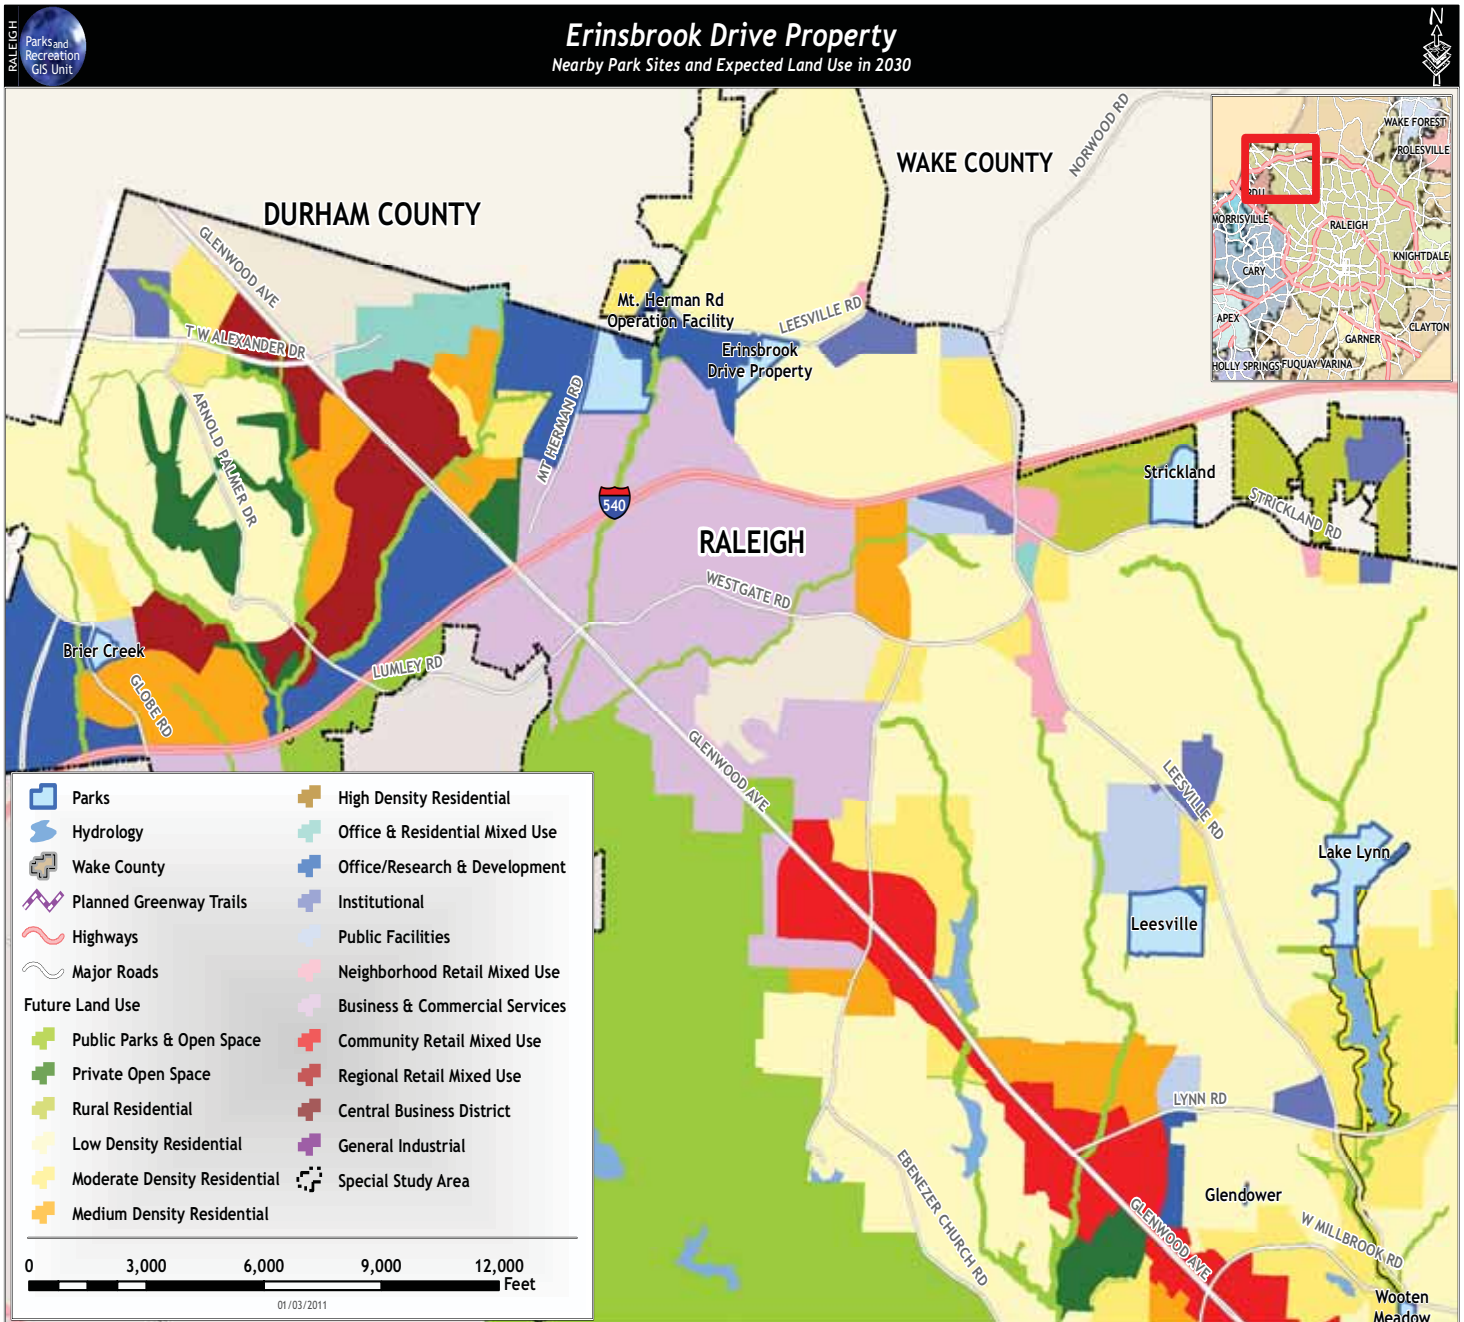 RALEIGH
Parks and
Recreation
GIS Unit
Erinsbrook Drive Property
Nearby Park Sites and Expected Land Use in 2030
N
WAKE COUNTY
NORWOOD RD
DURHAM COUNTY
GLENWOOD AVE
T W ALEXANDER DR
Mt. Herman Rd
Operation Facility
LEESVILLE RD
Erinsbrook
Drive Property
MT HERMAN RD
ARNOLD PALMER DR
540
RALEIGH
WESTGATE RD
Strickland
STRICKLAND RD
Brier Creek
GLOBE RD
LUMLEY RD
GLENWOOD AVE
LEESVILLE RD
Lake Lynn
Leesville
LYNN RD
EBENEZER CHURCH RD
Glendower
GLENWOOD AVE
W MILLBROOK RD
Wooten
Meadow
WAKE FOREST
ROLESVILLE
RDU
MORRISVILLE
RALEIGH
KNIGHTDALE
CARY
APEX
CLAYTON
GARNER
HOLLY SPRINGS
FUQUAY VARINA
Parks
Hydrology
Wake County
Planned Greenway Trails
Highways
Major Roads
Future Land Use
Public Parks & Open Space
Private Open Space
Rural Residential
Low Density Residential
Moderate Density Residential
Medium Density Residential
High Density Residential
Office & Residential Mixed Use
Office/Research & Development
Institutional
Public Facilities
Neighborhood Retail Mixed Use
Business & Commercial Services
Community Retail Mixed Use
Regional Retail Mixed Use
Central Business District
General Industrial
Special Study Area
0 3,000 6,000 9,000 12,000
Feet
01/03/2011